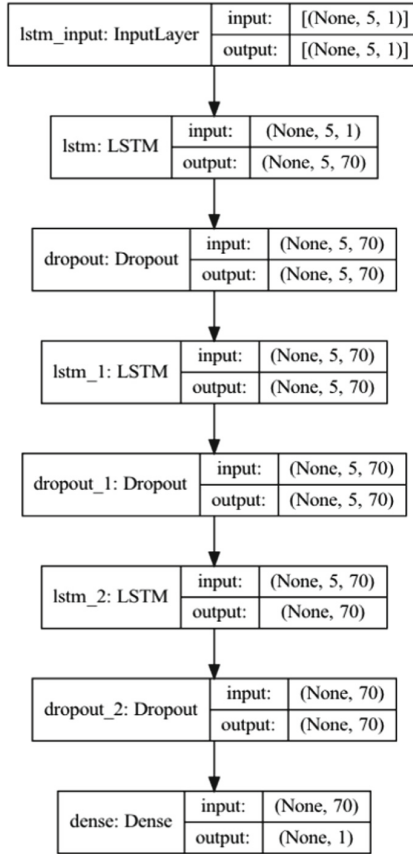 lstm_input: InputLayer
input: [(None, 5, 1)]
output: [(None, 5, 1)]
lstm: LSTM
input: (None, 5, 1)
output: (None, 5, 70)
dropout: Dropout
input: (None, 5, 70)
output: (None, 5, 70)
lstm_1: LSTM
input: (None, 5, 70)
output: (None, 5, 70)
dropout_1: Dropout
input: (None, 5, 70)
output: (None, 5, 70)
lstm_2: LSTM
input: (None, 5, 70)
output: (None, 70)
dropout_2: Dropout
input: (None, 70)
output: (None, 70)
dense: Dense
input: (None, 70)
output: (None, 1)